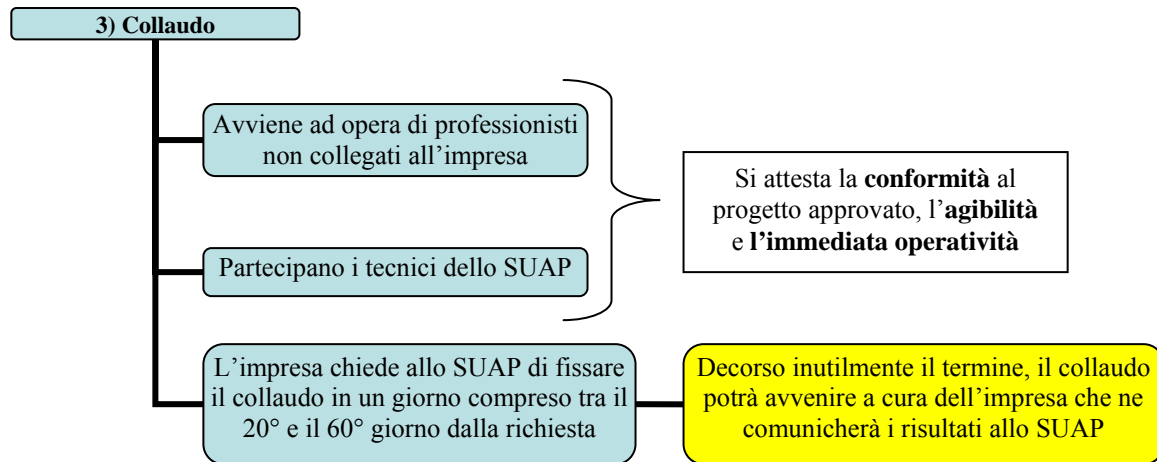 3) Collaudo
Avviene ad opera di professionisti
non collegati all’impresa
Si attesta la conformità al
progetto approvato, l’agibilità
e l’immediata operatività
Partecipano i tecnici dello SUAP
L’impresa chiede allo SUAP di fissare
il collaudo in un giorno compreso tra il
20° e il 60° giorno dalla richiesta
Decorso inutilmente il termine, il collaudo
potrà avvenire a cura dell’impresa che ne
comunicherà i risultati allo SUAP